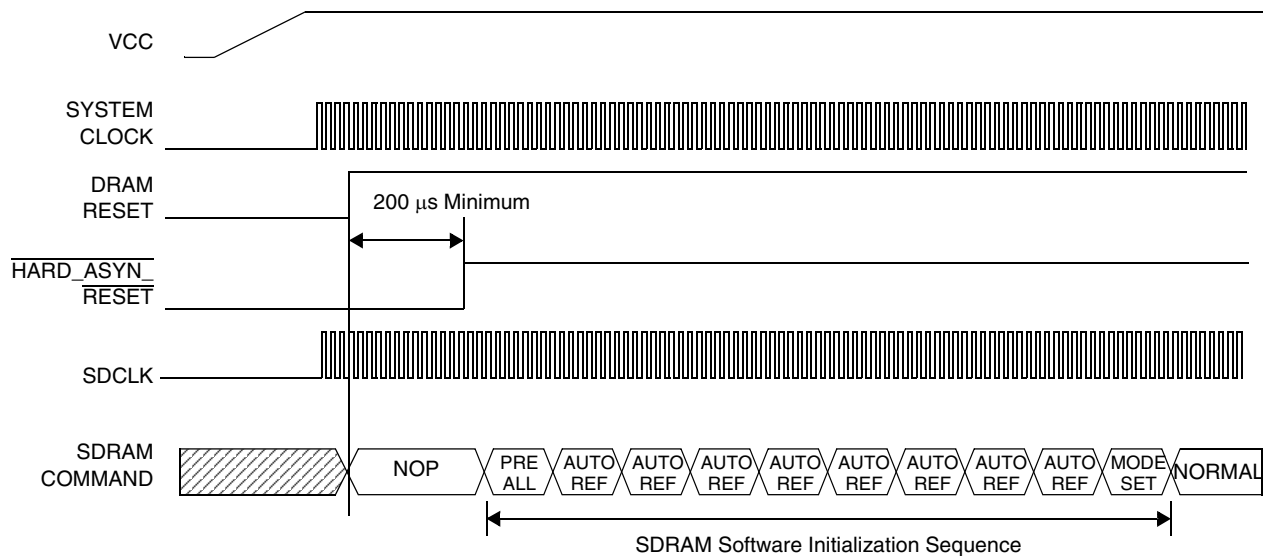 VCC
SYSTEM
CLOCK
DRAM
RESET
200 μs Minimum
HARD_ASYN_
RESET
SDCLK
SDRAM
COMMAND
NOP
PRE
ALL
AUTO
REF
AUTO
REF
AUTO
REF
AUTO
REF
AUTO
REF
AUTO
REF
AUTO
REF
AUTO
REF
MODE
SET
NORMAL
SDRAM Software Initialization Sequence